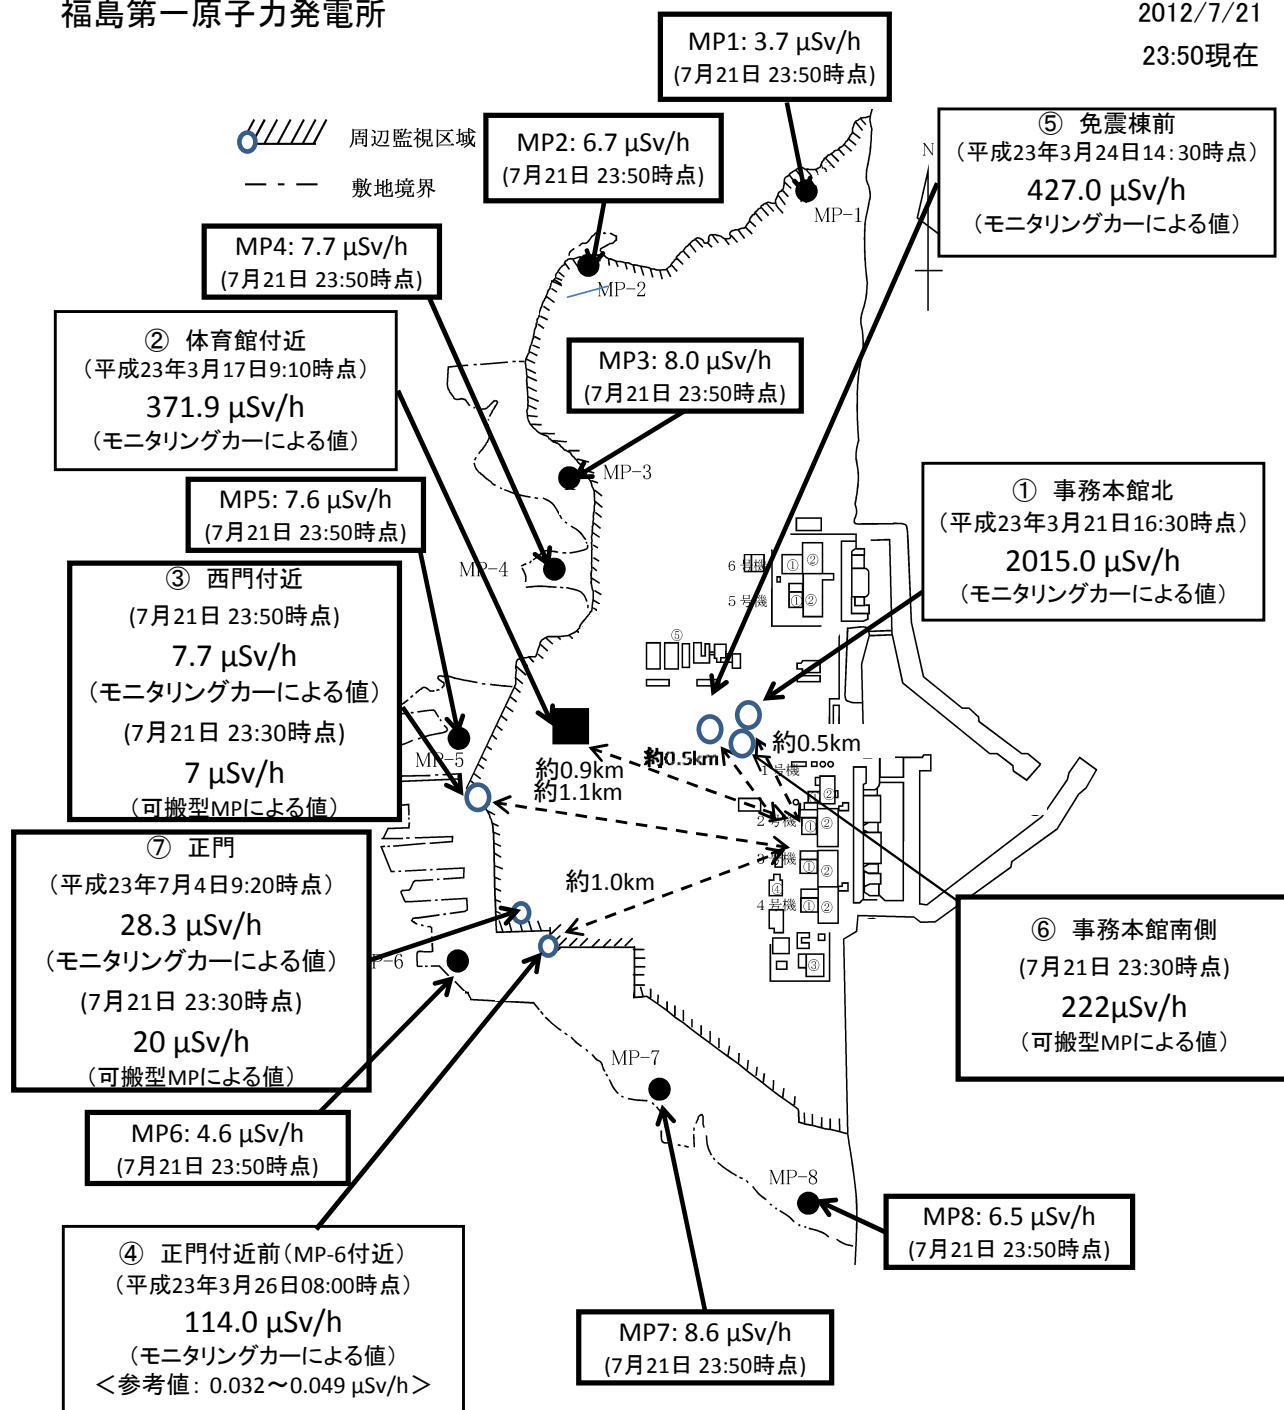 福島第一原子力発電所
2012/7/21
23:50現在
MP1: 3.7 μSv/h
(7月21日 23:50時点)
周辺監視区域
敷地境界
MP2: 6.7 μSv/h
(7月21日 23:50時点)
⑤ 免震棟前
（平成23年3月24日14：30時点）
427.0 μSv/h
（モニタリングカーによる値）
N
MP-1
MP4: 7.7 μSv/h
(7月21日 23:50時点)
MP-2
② 体育館付近
（平成23年3月17日9:10時点）
371.9 μSv/h
（モニタリングカーによる値）
MP3: 8.0 μSv/h
(7月21日 23:50時点)
MP-3
MP5: 7.6 μSv/h
(7月21日 23:50時点)
① 事務本館北
（平成23年3月21日16:30時点）
2015.0 μSv/h
（モニタリングカーによる値）
MP-4
6号機
① ②
5号機
① ②
⑤
③ 西門付近
(7月21日 23:50時点)
7.7 μSv/h
（モニタリングカーによる値）
(7月21日 23:30時点)
7 μSv/h
（可搬型MPによる値）
MP-5
約0.9km
約1.1km
約0.5km
約0.5km
1号機
① ②
2号機
① ②
3号機
① ②
④
4号機
① ②
③
⑦ 正門
（平成23年7月4日9:20時点）
28.3 μSv/h
（モニタリングカーによる値）
(7月21日 23:30時点)
20 μSv/h
（可搬型MPによる値）
約1.0km
P-6
⑥ 事務本館南側
(7月21日 23:30時点)
222μSv/h
（可搬型MPによる値）
MP-7
MP6: 4.6 μSv/h
(7月21日 23:50時点)
MP-8
MP8: 6.5 μSv/h
(7月21日 23:50時点)
④ 正門付近前（MP-6付近）
（平成23年3月26日08:00時点）
114.0 μSv/h
（モニタリングカーによる値）
＜参考値： 0.032～0.049 μSv/h＞
MP7: 8.6 μSv/h
(7月21日 23:50時点)